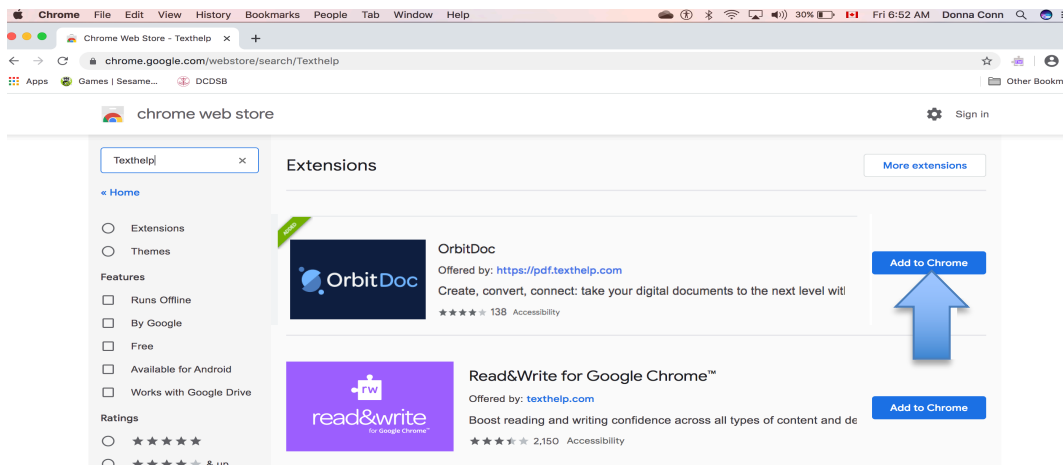 Chrome File Edit View History Bookmarks People Tab Window Help 30% Fri 6:52 AM Donna Conn
Chrome Web Store - Texthelp × +
chrome.google.com/webstore/search/Texthelp
Apps Games | Sesame... DCDSB Other Bookm
chrome web store Sign in
Texthelp ×
« Home
Extensions
Themes
Features
Runs Offline
By Google
Free
Available for Android
Works with Google Drive
Ratings
& up
Extensions More extensions
ADDED
OrbitDoc
OrbitDoc
Offered by: https://pdf.texthelp.com
Create, convert, connect: take your digital documents to the next level with
138 Accessibility
Add to Chrome
rw
read&write
for Google Chrome™
Read&Write for Google Chrome™
Offered by: texthelp.com
Boost reading and writing confidence across all types of content and de
2,150 Accessibility
Add to Chrome